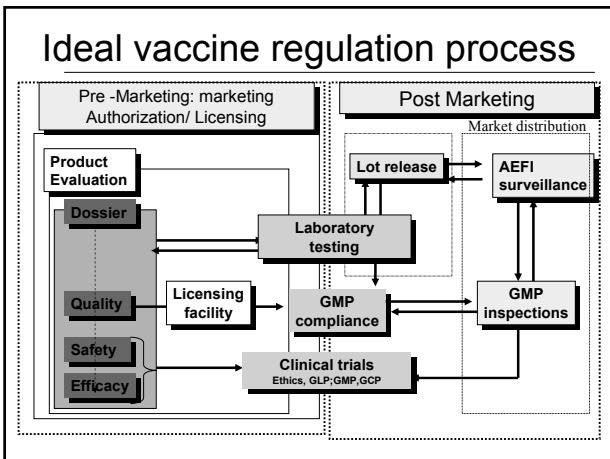 Ideal vaccine regulation process
Pre -Marketing: marketing
Authorization/ Licensing
Post Marketing
Market distribution
Product
Evaluation
Lot release
AEFI
surveillance
Dossier
Laboratory
testing
Quality
Licensing
facility
GMP
compliance
GMP
inspections
Safety
Clinical trials
Ethics, GLP;GMP,GCP
Efficacy